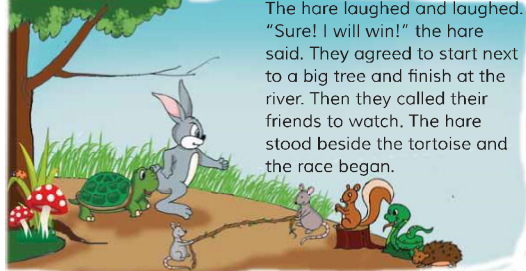 The hare laughed and laughed.
“Sure! I will win!” the hare
said. They agreed to start next
to a big tree and finish at the
river. Then they called their
friends to watch. The hare
stood beside the tortoise and
the race began.